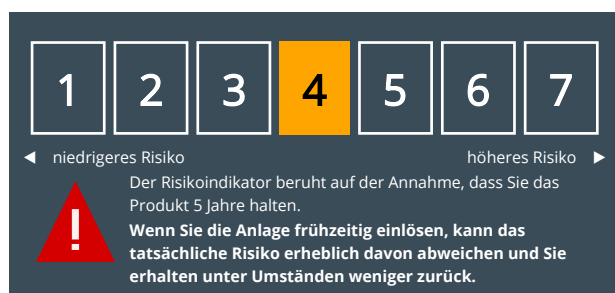 1 2 3 4 5 6 7
◄ niedrigeres Risiko höheres Risiko ►
Der Risikoindikator beruht auf der Annahme, dass Sie das
Produkt 5 Jahre halten.
Wenn Sie die Anlage frühzeitig einlösen, kann das
tatsächliche Risiko erheblich davon abweichen und Sie
erhalten unter Umständen weniger zurück.
!